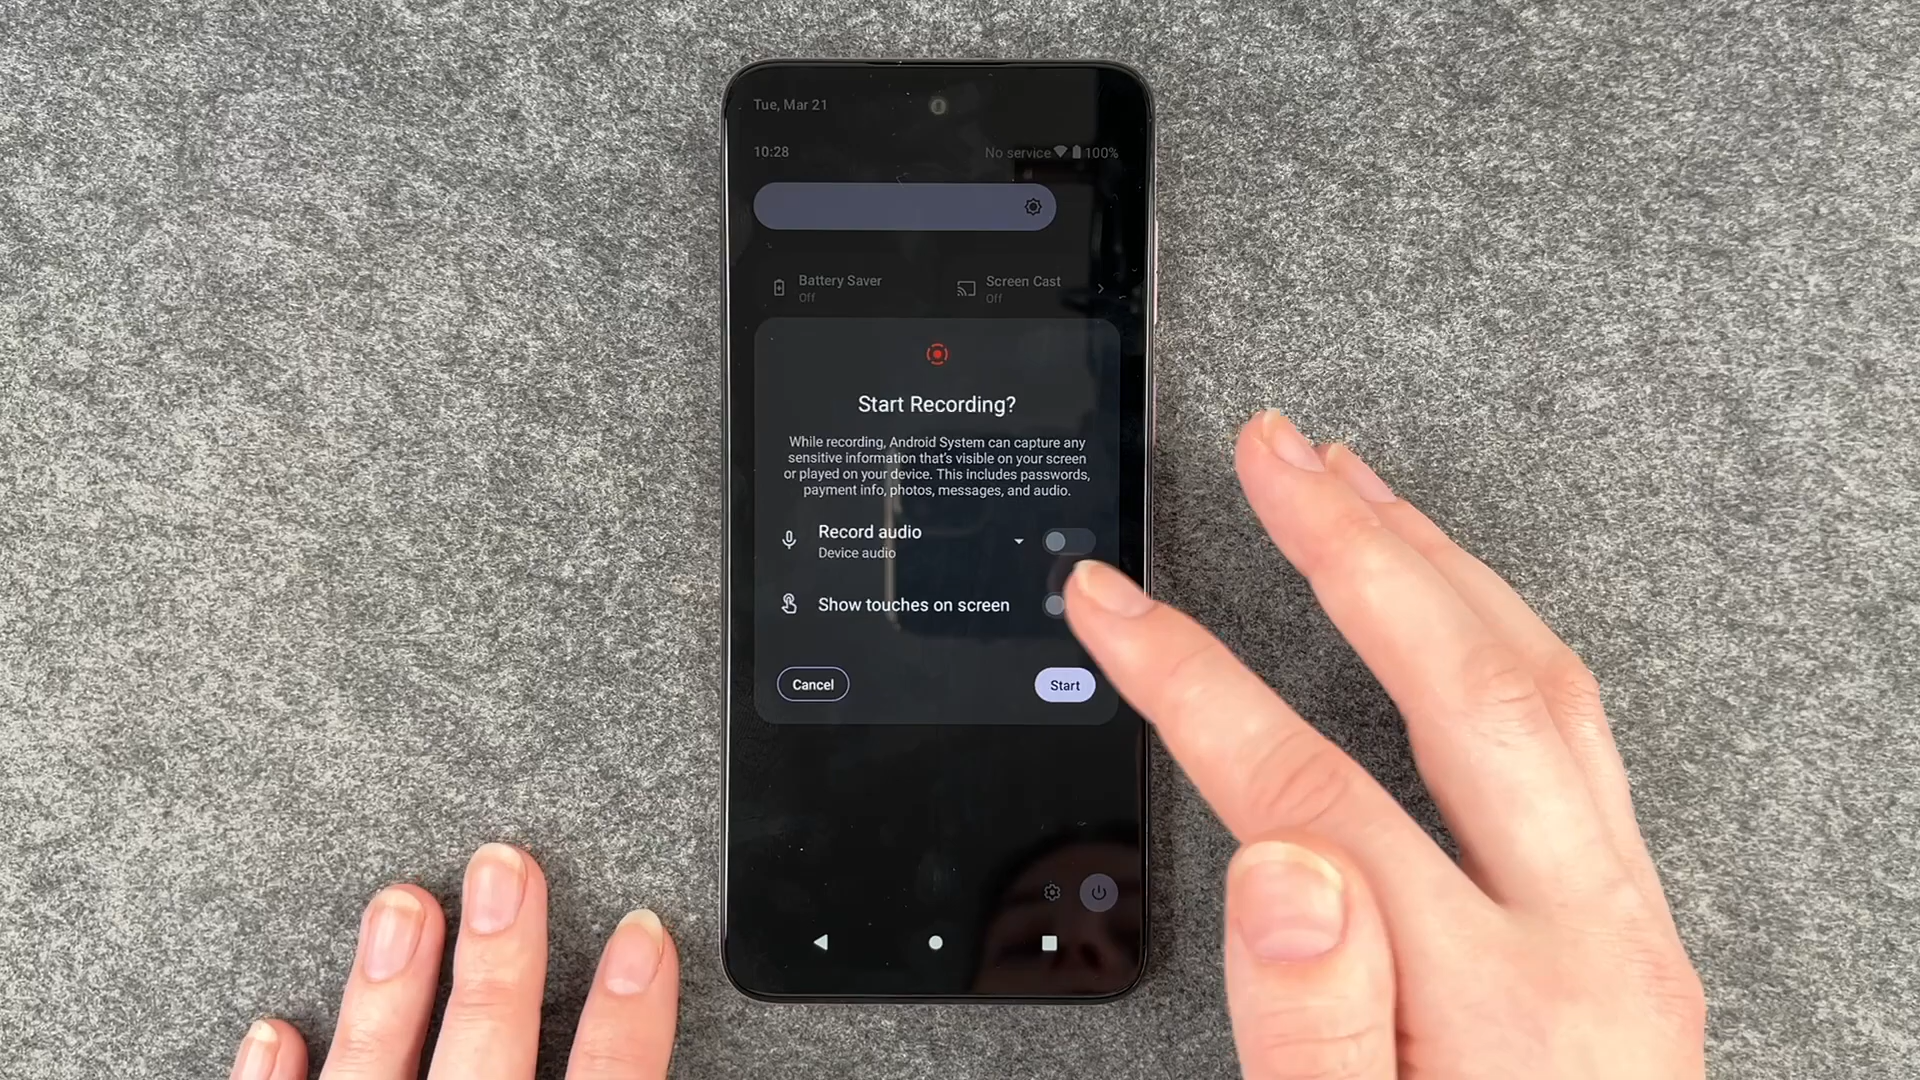 Tue, Mar 21
10:28
No service 100%
Battery Saver
Off
Screen Cast
Off
Start Recording?
While recording, Android System can capture any
sensitive information that's visible on your screen
or played on your device. This includes passwords,
payment info, photos, messages, and audio.
Record audio
Device audio
Show touches on screen
Cancel
Start